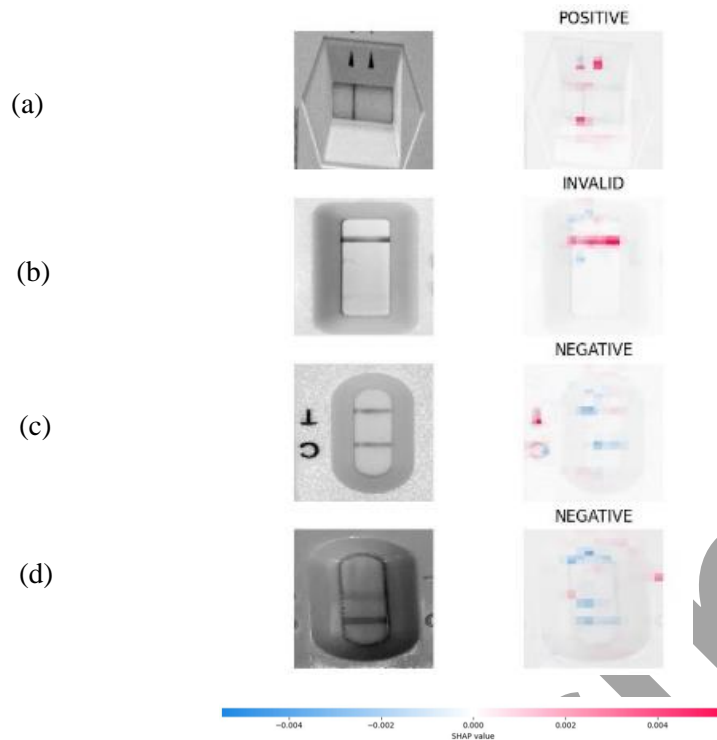 POSITIVE
(a)
INVALID
(b)
NEGATIVE
T
(c)
C
NEGATIVE
(d)
C
−0.004 −0.002 0.000 0.002 0.004
SHAP value